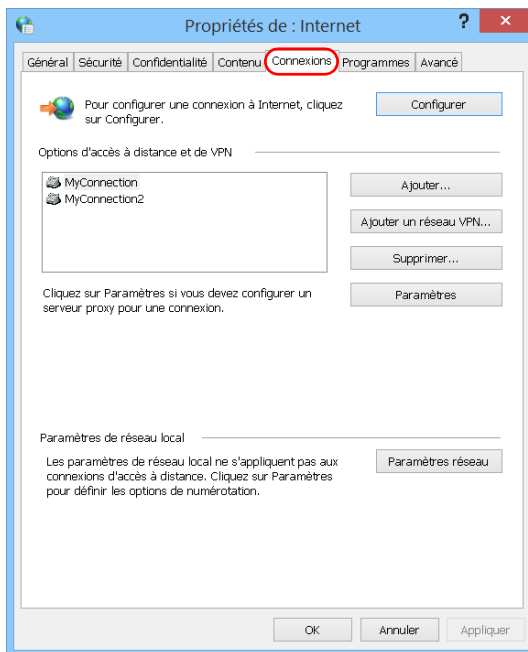 Propriétés de : Internet
?
×
Général Sécurité Confidentialité Contenu Connexions Programmes Avancé
Pour configurer une connexion à Internet, cliquez
sur Configurer.
Configurer
Options d'accès à distance et de VPN
MyConnection
MyConnection2
Ajouter...
Ajouter un réseau VPN...
Supprimer...
Cliquez sur Paramètres si vous devez configurer un
serveur proxy pour une connexion.
Paramètres
Paramètres de réseau local
Les paramètres de réseau local ne s'appliquent pas aux
connexions d'accès à distance. Cliquez sur Paramètres
pour définir les options de numérotation.
Paramètres réseau
OK Annuler Appliquer